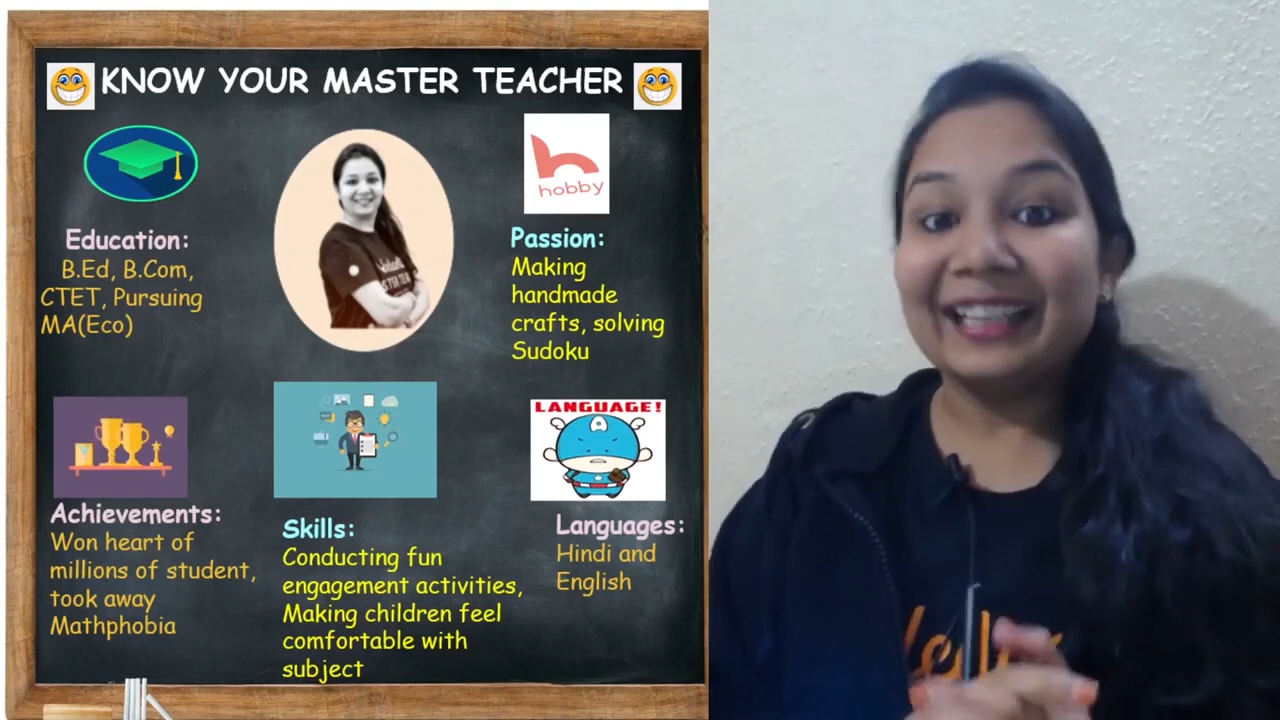 KNOW YOUR MASTER TEACHER
hobby
Education:
B.Ed, B.Com,
CTET, Pursuing
MA(Eco)
Passion:
Making
handmade
crafts, solving
Sudoku
LANGUAGE!
Achievements:
Won heart of
millions of student,
took away
Mathphobia
Skills:
Conducting fun
engagement activities,
Making children feel
comfortable with
subject
Languages:
Hindi and
English